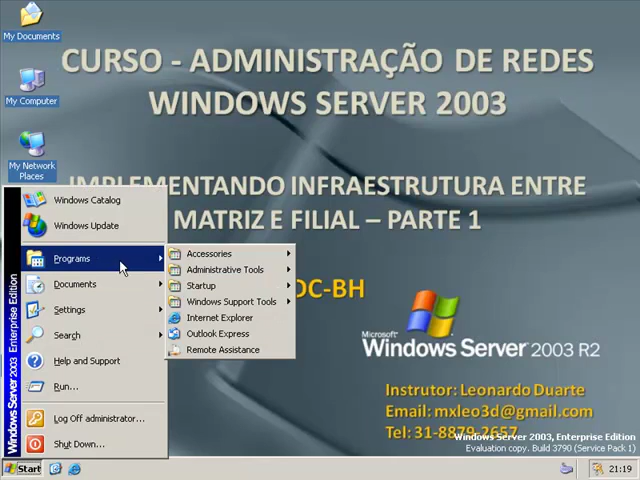 My Documents
CURSO - ADMINISTRAÇÃO DE REDES
WINDOWS SERVER 2003
My Computer
My Network
Places
IMPLEMENTANDO INFRAESTRUTURA ENTRE
MATRIZ E FILIAL – PARTE 1
DC-BH
Windows Catalog
Windows Update
Programs
Documents
Settings
Search
Help and Support
Run...
Log Off administrator...
Shut Down...
Windows Server 2003 Enterprise Edition
Accessories
Administrative Tools
Startup
Windows Support Tools
Internet Explorer
Outlook Express
Remote Assistance
Microsoft
Windows Server 2003 R2
Instrutor: Leonardo Duarte
Email: mxleo3d@gmail.com
Tel: 31-8879-2657
Windows Server 2003, Enterprise Edition
Evaluation copy. Build 3790 (Service Pack 1)
Start
21:19